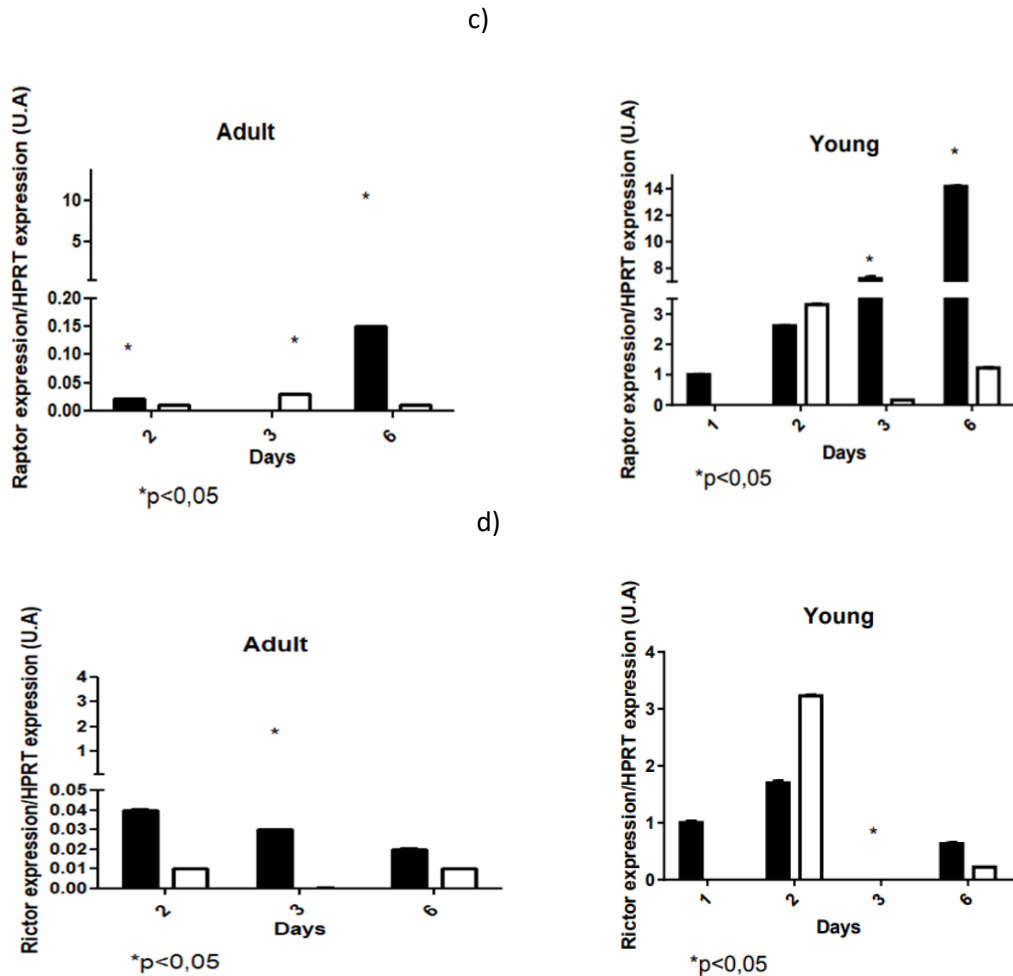 c)
Adult
Raptor expression/HPRT expression (U.A)
10
5
0.20
0.15
0.10
0.05
0.00
*
*
*
2
3
6
Days
*p<0,05
Young
Raptor expression/HPRT expression (U.A)
14
12
10
8
3
2
1
0
*
*
1
2
3
6
Days
*p<0,05
d)
Adult
Rictor expression/HPRT expression (U.A)
4
3
2
1
0.05
0.04
0.03
0.02
0.01
0.00
*
2
3
6
Days
*p<0,05
Young
Rictor expression/HPRT expression (U.A)
4
3
2
1
0
*
1
2
3
6
Days
*p<0,05